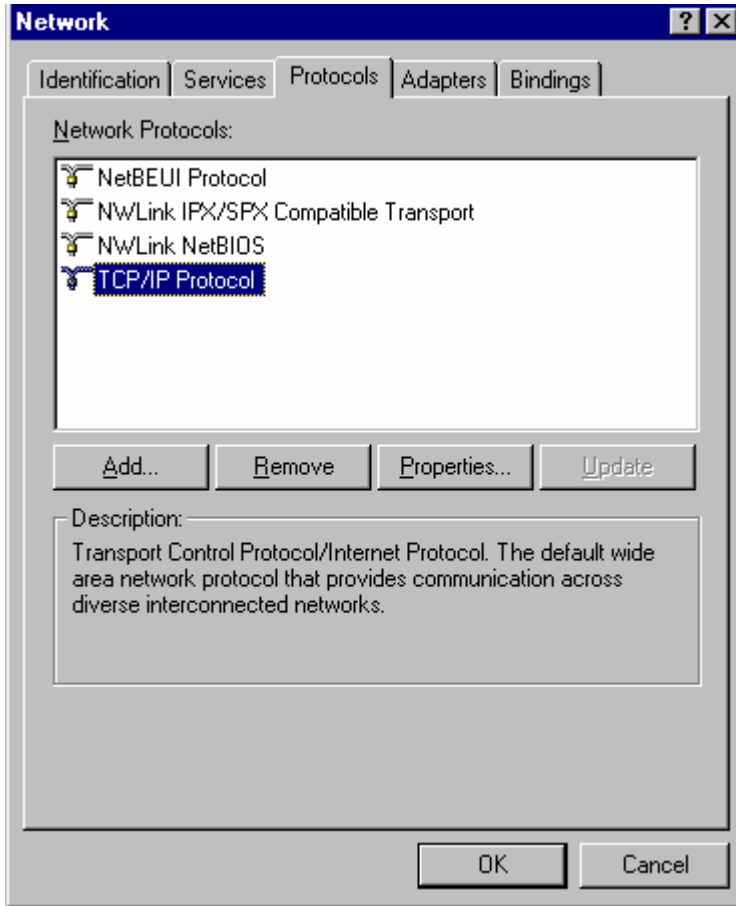 Network
Identification Services Protocols Adapters Bindings
Network Protocols:
NetBEUI Protocol
NWLink IPX/SPX Compatible Transport
NWLink NetBIOS
TCP/IP Protocol
Add... Remove Properties... Update
Description:
Transport Control Protocol/Internet Protocol. The default wide
area network protocol that provides communication across
diverse interconnected networks.
OK Cancel